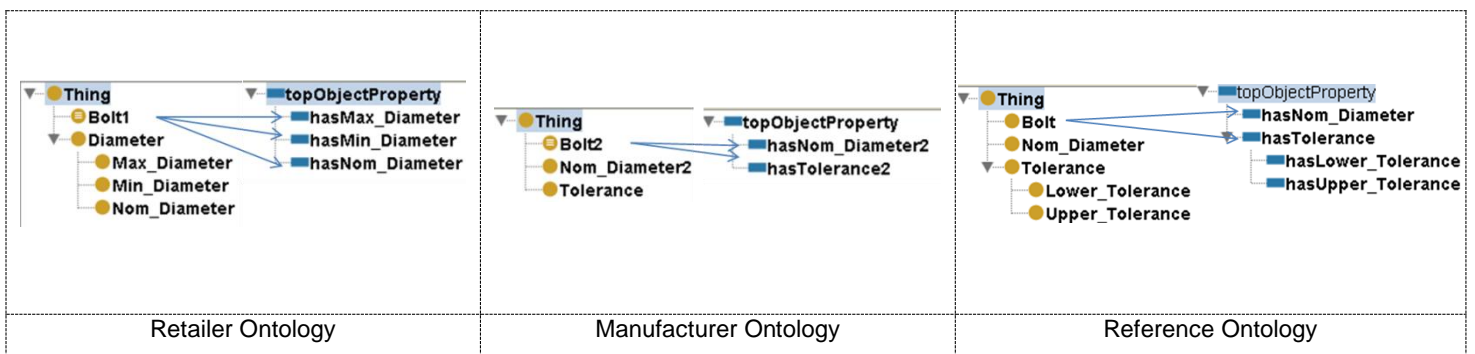 Thing
Bolt1
Diameter
Max_Diameter
Min_Diameter
Nom_Diameter
topObjectProperty
hasMax_Diameter
hasMin_Diameter
hasNom_Diameter
Retailer Ontology
Thing
Bolt2
Nom_Diameter2
Tolerance
topObjectProperty
hasNom_Diameter2
hasTolerance2
Manufacturer Ontology
Thing
Bolt
Nom_Diameter
Tolerance
Lower_Tolerance
Upper_Tolerance
topObjectProperty
hasNom_Diameter
hasTolerance
hasLower_Tolerance
hasUpper_Tolerance
Reference Ontology